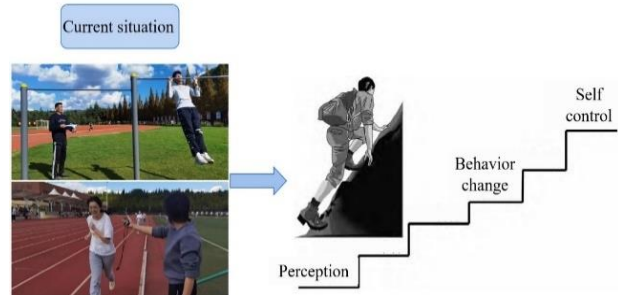 Current situation
Self
control
Behavior
change
Perception